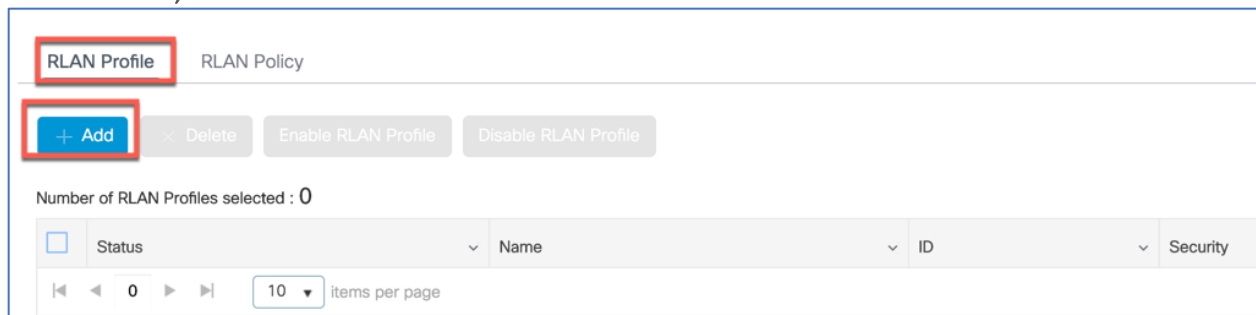 RLAN Profile RLAN Policy
+ Add × Delete Enable RLAN Profile Disable RLAN Profile
Number of RLAN Profiles selected : 0
Status Name ID Security
0 10 items per page